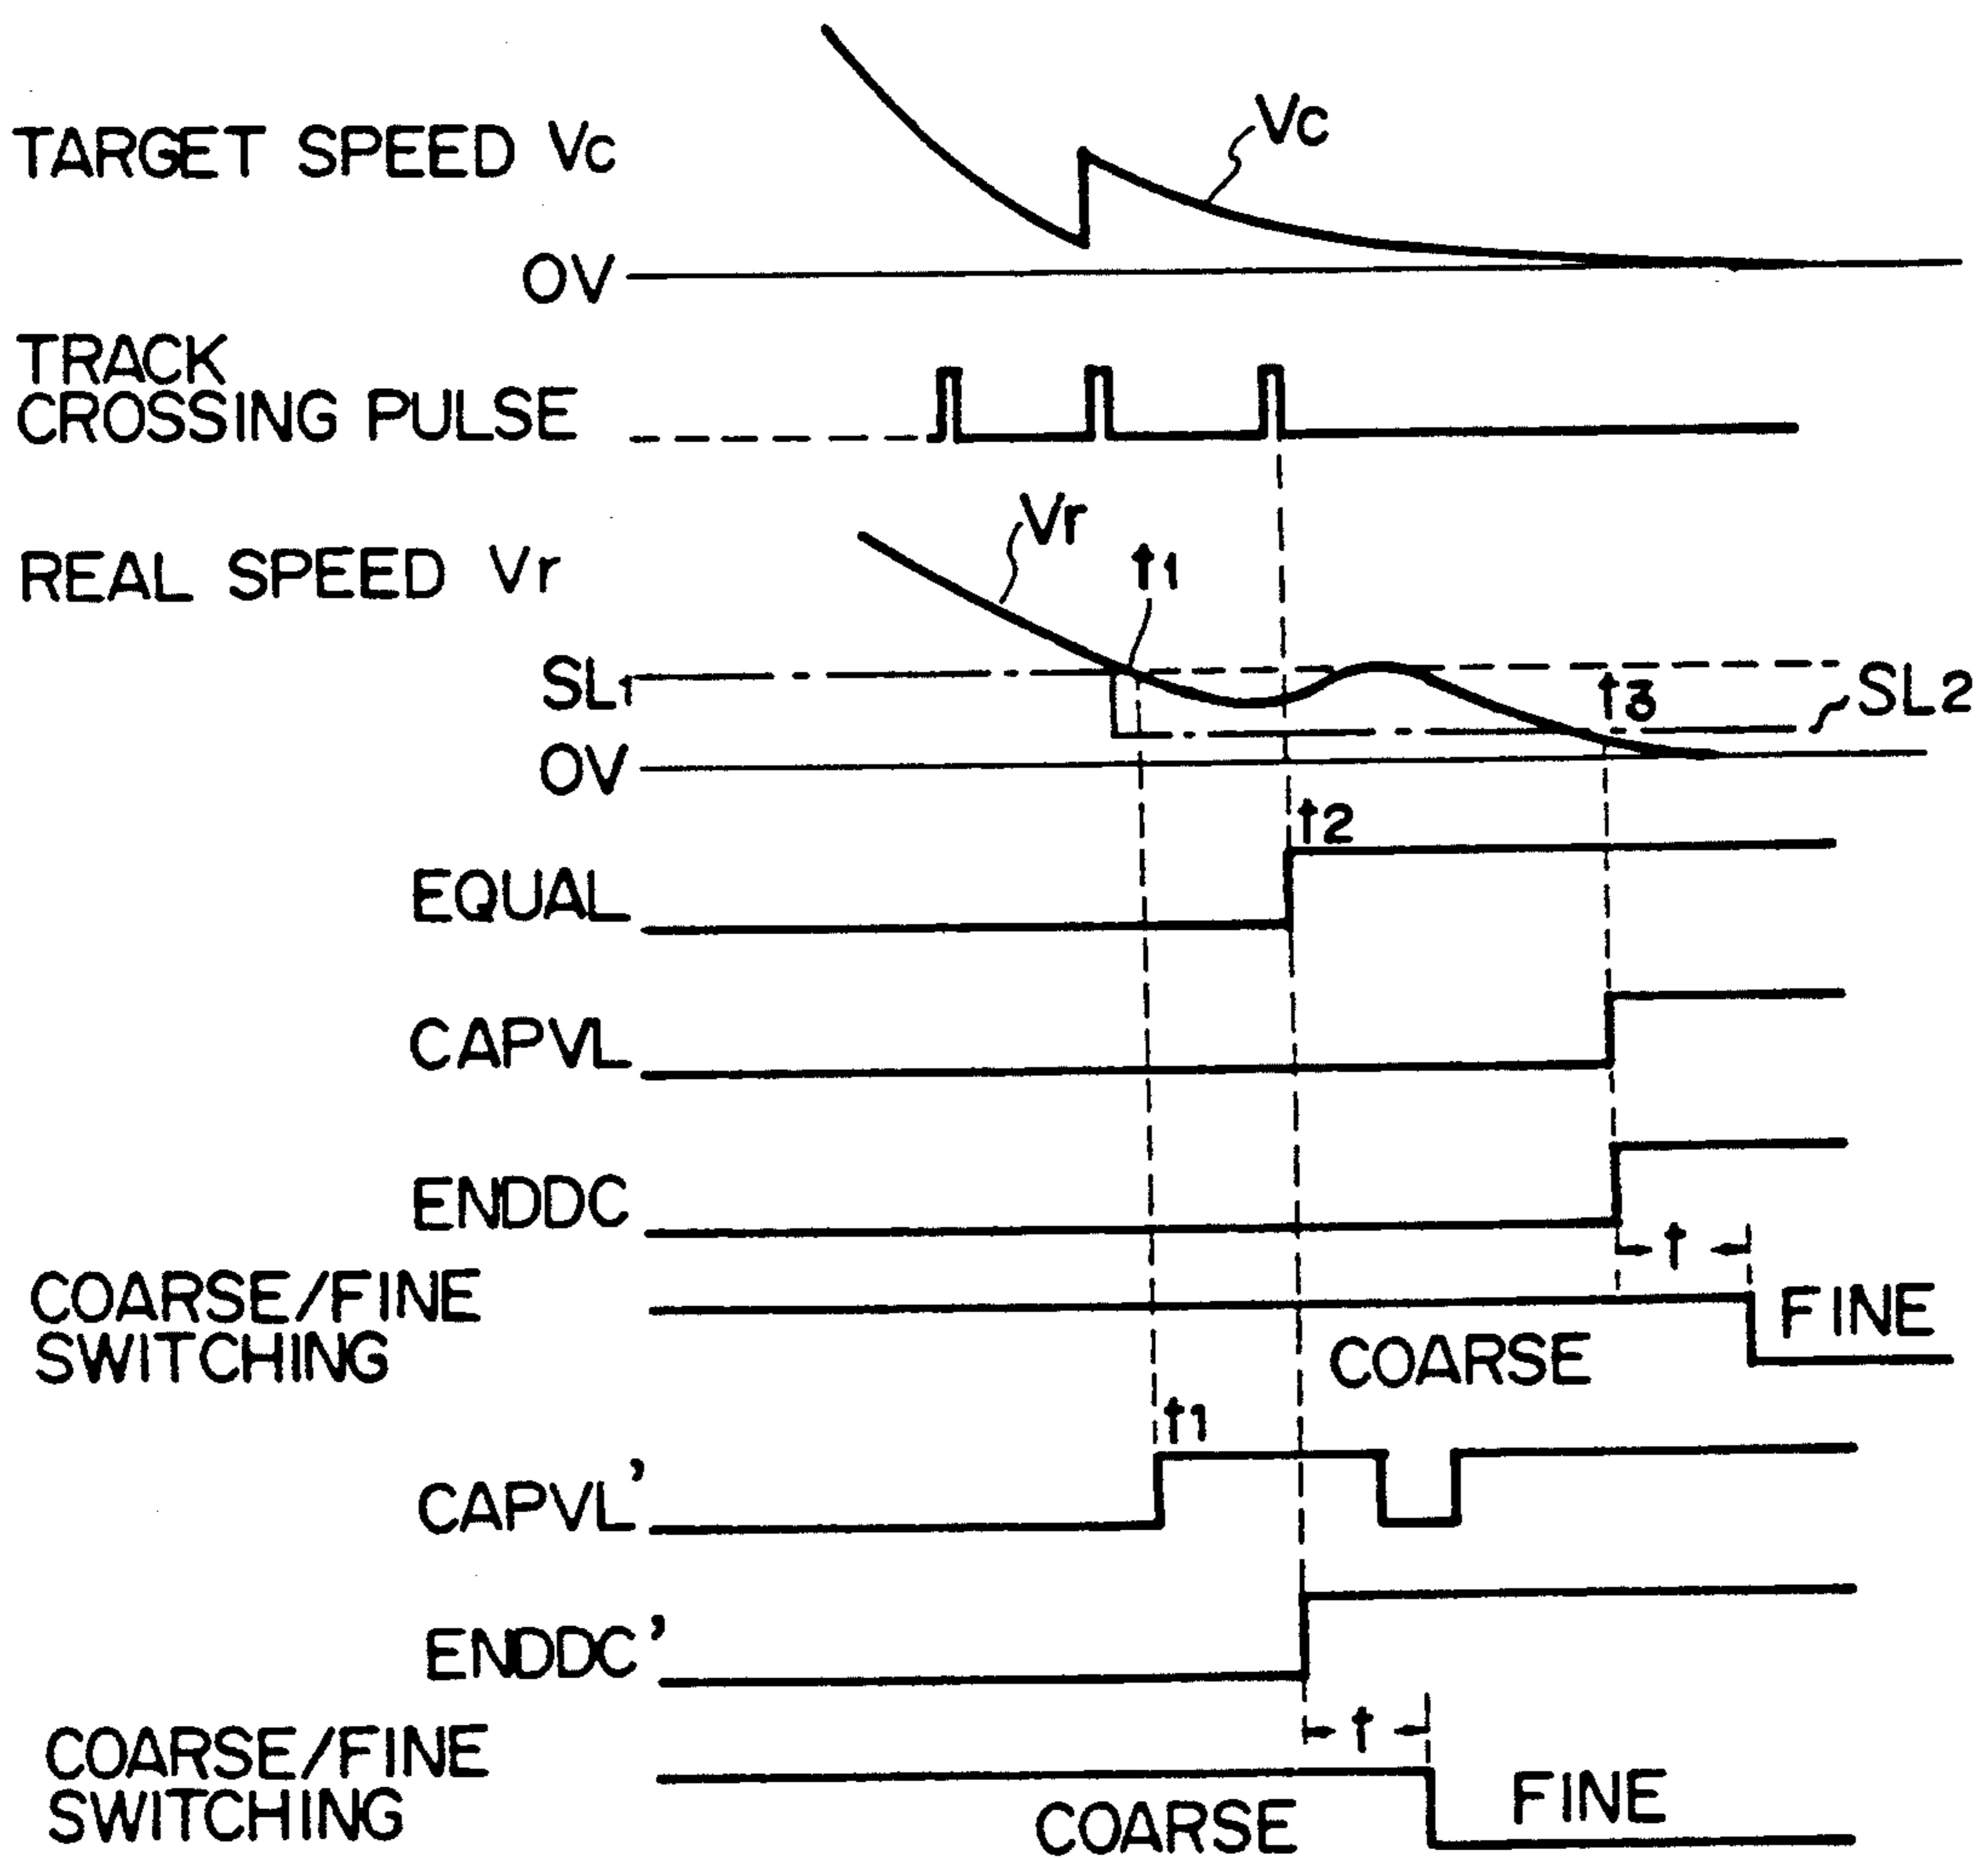 TARGET SPEED Vc
Vc
OV
TRACK
CROSSING PULSE
Vr
t1
REAL SPEED Vr
SL1
t3
SL2
OV
t2
EQUAL
CAPVL
ENDDC
t
COARSE/FINE
SWITCHING
COARSE
FINE
t1
CAPVL'
ENDDC'
t
COARSE/FINE
SWITCHING
COARSE
FINE